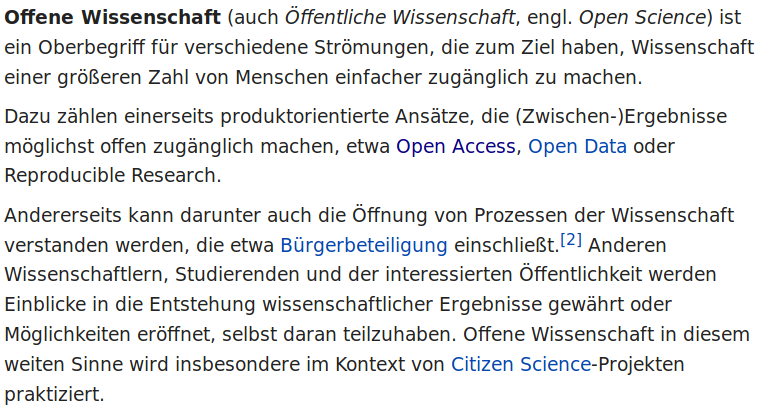 Offene Wissenschaft (auch Öffentliche Wissenschaft, engl. Open Science) ist
ein Oberbegriff für verschiedene Strömungen, die zum Ziel haben, Wissenschaft
einer größeren Zahl von Menschen einfacher zugänglich zu machen.
Dazu zählen einerseits produktorientierte Ansätze, die (Zwischen-)Ergebnisse
möglichst offen zugänglich machen, etwa Open Access, Open Data oder
Reproducible Research.
Andererseits kann darunter auch die Öffnung von Prozessen der Wissenschaft
verstanden werden, die etwa Bürgerbeteiligung einschließt.[2] Anderen
Wissenschaftlern, Studierenden und der interessierten Öffentlichkeit werden
Einblicke in die Entstehung wissenschaftlicher Ergebnisse gewährt oder
Möglichkeiten eröffnet, selbst daran teilzuhaben. Offene Wissenschaft in diesem
weiten Sinne wird insbesondere im Kontext von Citizen Science-Projekten
praktiziert.